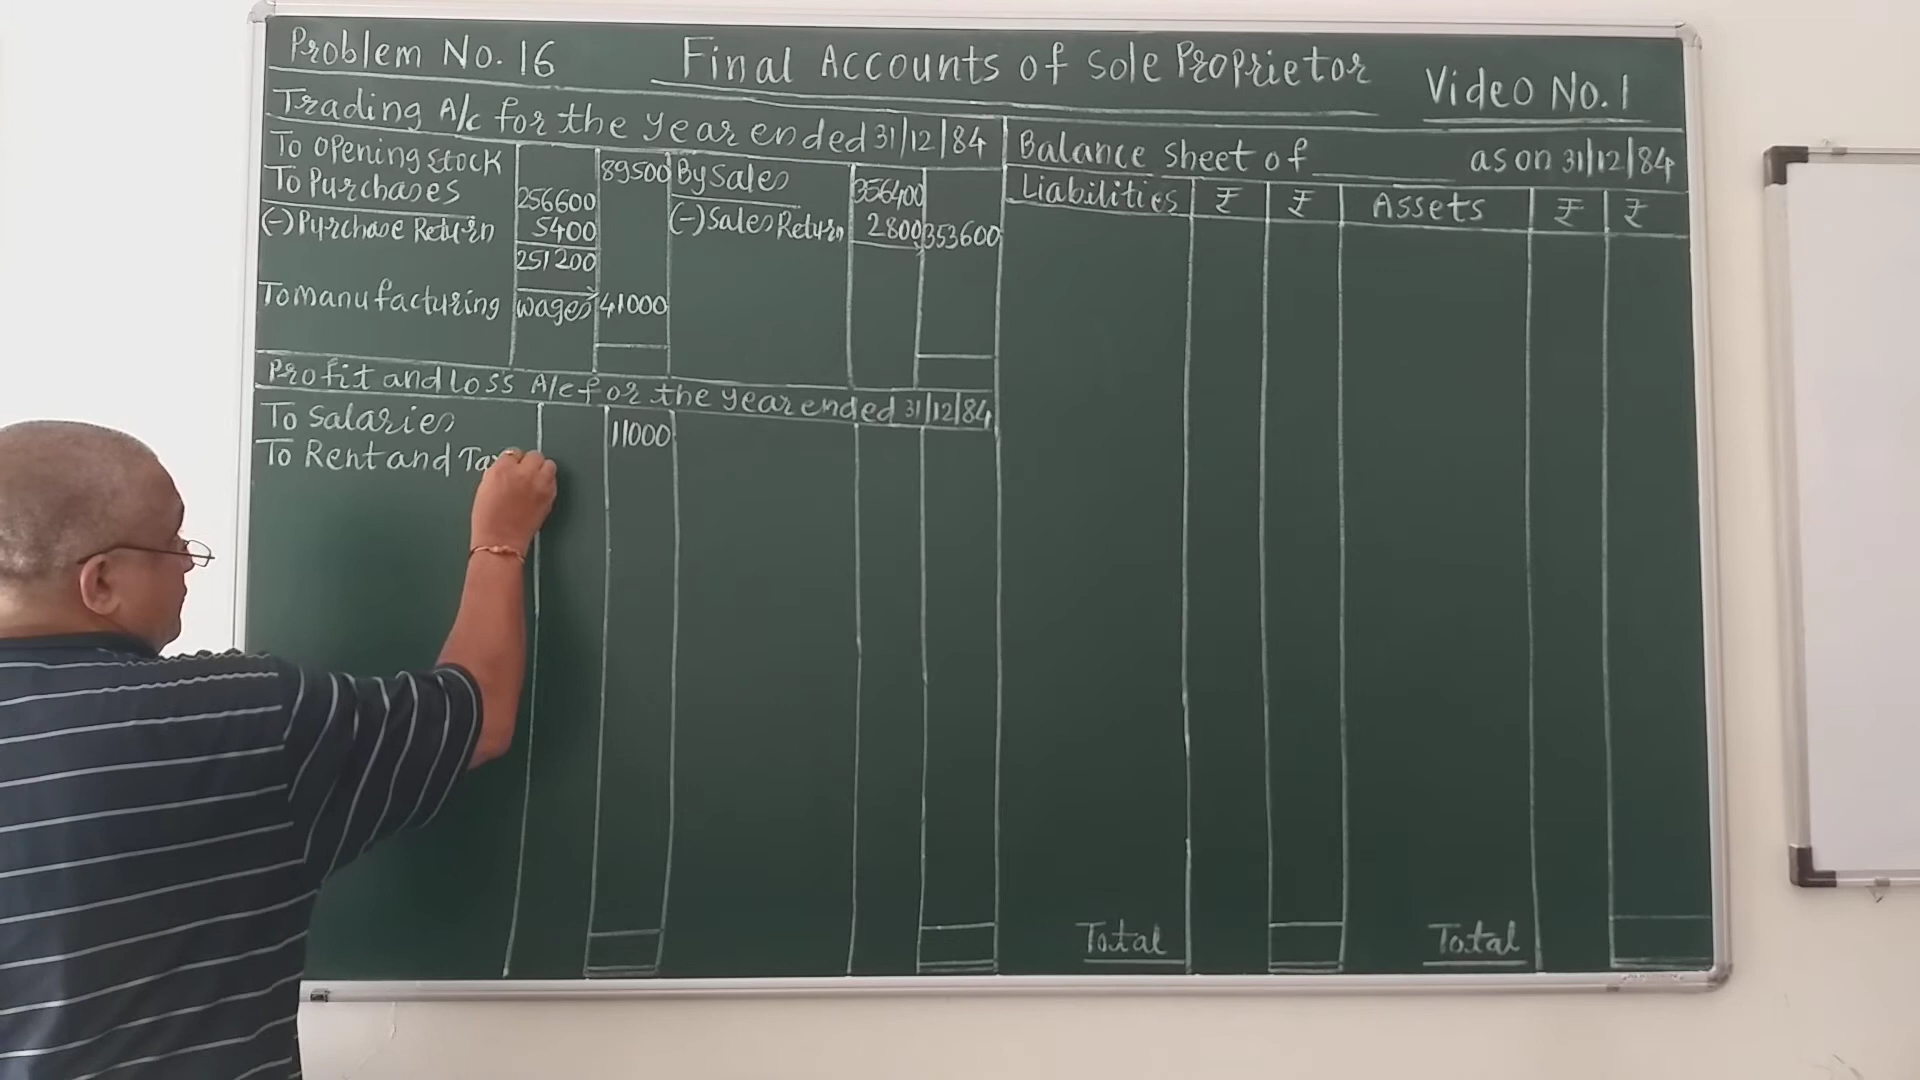 Problem No. 16
Final Accounts of Sole Proprietor
Video No. 1
Trading A/c for the year ended 31/12/84
To Opening Stock 89500
To Purchases 256600
(-) Purchase Return 5400
251200
To manufacturing wages 41000
By Sales 356400
(-) Sales Return 2800 353600
Profit and Loss A/c for the year ended 31/12/84
To Salaries 11000
To Rent and
Balance Sheet of ________ as on 31/12/84
Liabilities ₹ ₹ Assets ₹ ₹
Total Total